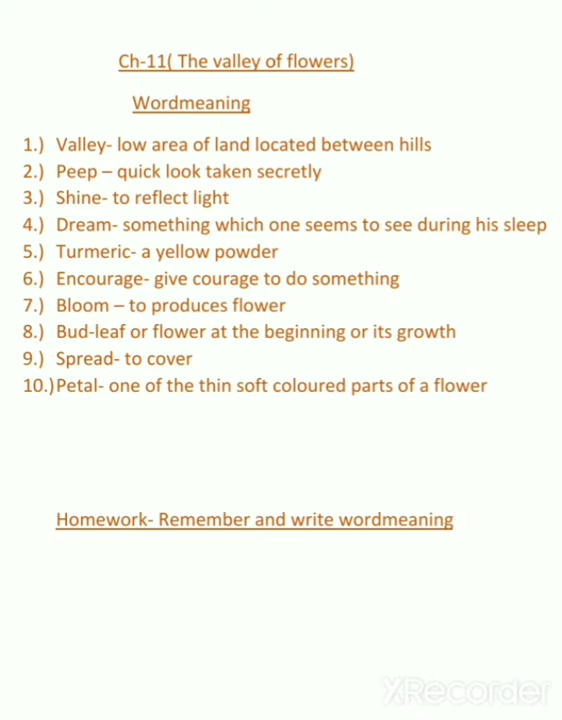 Ch-11( The valley of flowers)
Wordmeaning
1.) Valley- low area of land located between hills
2.) Peep – quick look taken secretly
3.) Shine- to reflect light
4.) Dream- something which one seems to see during his sleep
5.) Turmeric- a yellow powder
6.) Encourage- give courage to do something
7.) Bloom – to produces flower
8.) Bud-leaf or flower at the beginning or its growth
9.) Spread- to cover
10.)Petal- one of the thin soft coloured parts of a flower
Homework- Remember and write wordmeaning
XRecorder